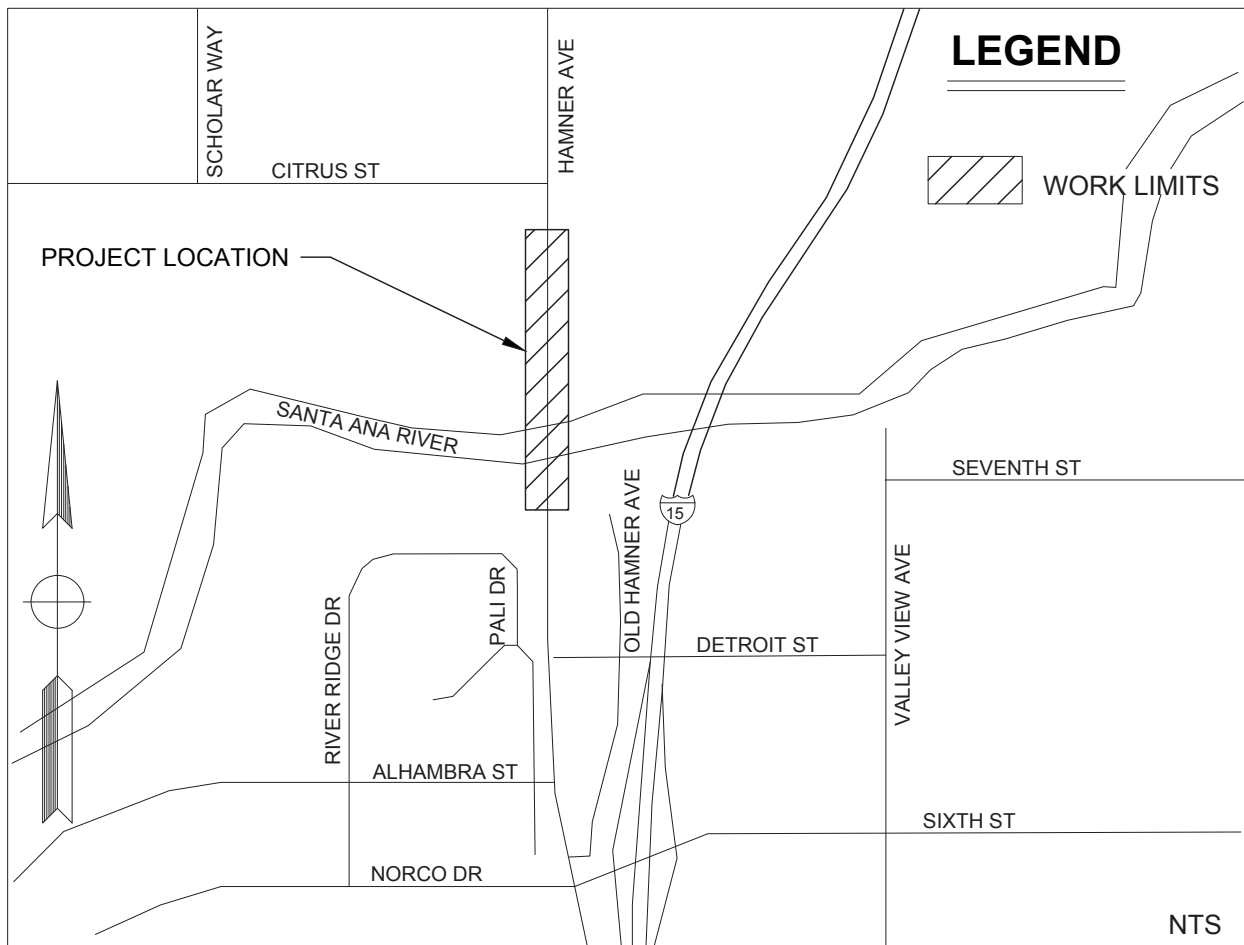 LEGEND
SCHOLAR WAY
HAMNER AVE
CITRUS ST
WORK LIMITS
PROJECT LOCATION
SANTA ANA RIVER
SEVENTH ST
OLD HAMNER AVE
15
PALI DR
RIVER RIDGE DR
DETROIT ST
VALLEY VIEW AVE
ALHAMBRA ST
SIXTH ST
NORCO DR
NTS